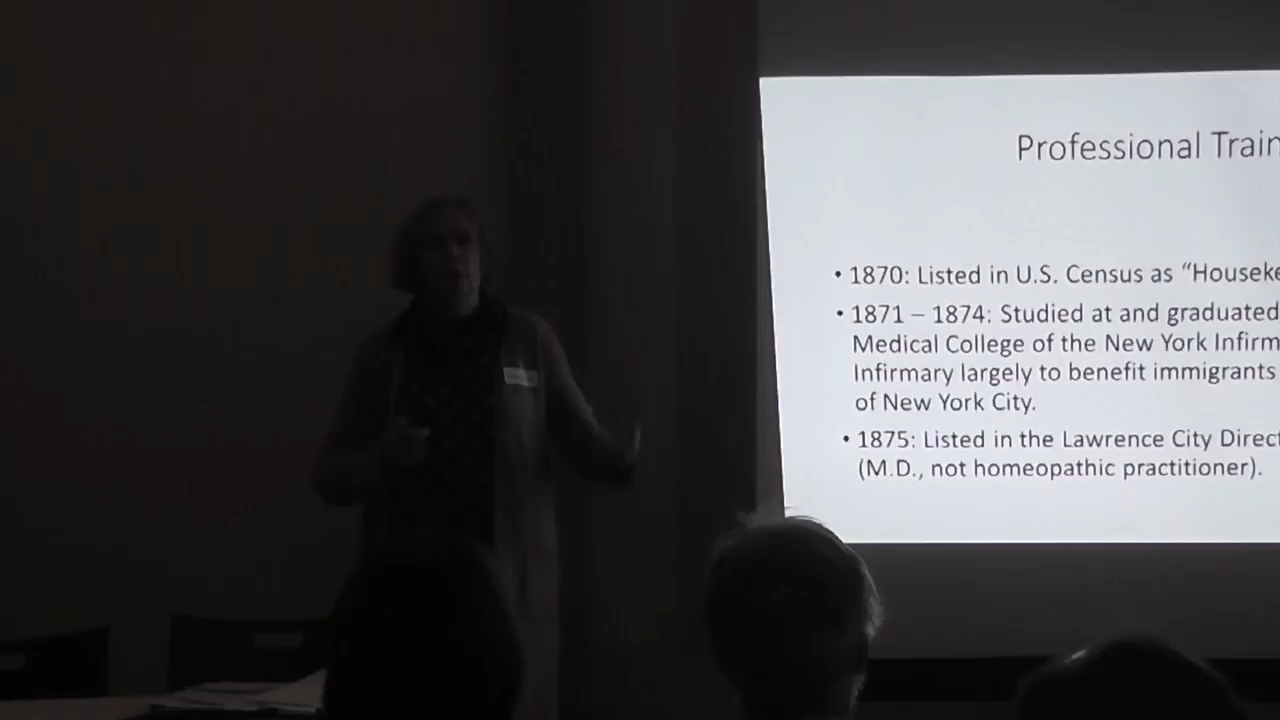 Professional Train
• 1870: Listed in U.S. Census as “Houseke
• 1871 – 1874: Studied at and graduated
Medical College of the New York Infirm
Infirmary largely to benefit immigrants
of New York City.
• 1875: Listed in the Lawrence City Direct
(M.D., not homeopathic practitioner).